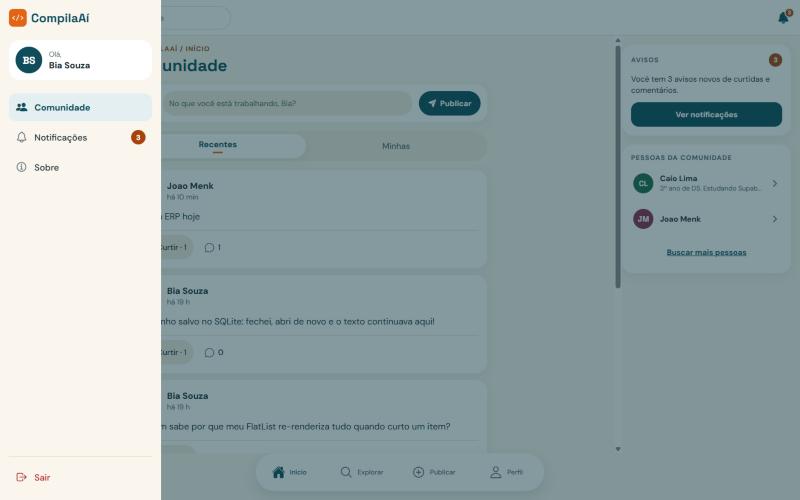 CompilaAí
Olá,
BS
Bia Souza
Comunidade
Notificações
3
Sobre
Sair
3
AAÍ / INÍCIO
unidade
No que você está trabalhando, Bia?
Publicar
Recentes
Minhas
Joao Menk
há 10 min
ERP hoje
Curtir · 1
1
Bia Souza
há 19 h
nho salvo no SQLite: fechei, abri de novo e o texto continuava aqui!
Curtir · 1
0
Bia Souza
há 19 h
m sabe por que meu FlatList re-renderiza tudo quando curto um item?
AVISOS
3
Você tem 3 avisos novos de curtidas e
comentários.
Ver notificações
PESSOAS DA COMUNIDADE
CL
Caio Lima
2º ano de DS. Estudando Supab...
JM
Joao Menk
Buscar mais pessoas
Início
Explorar
Publicar
Perfil